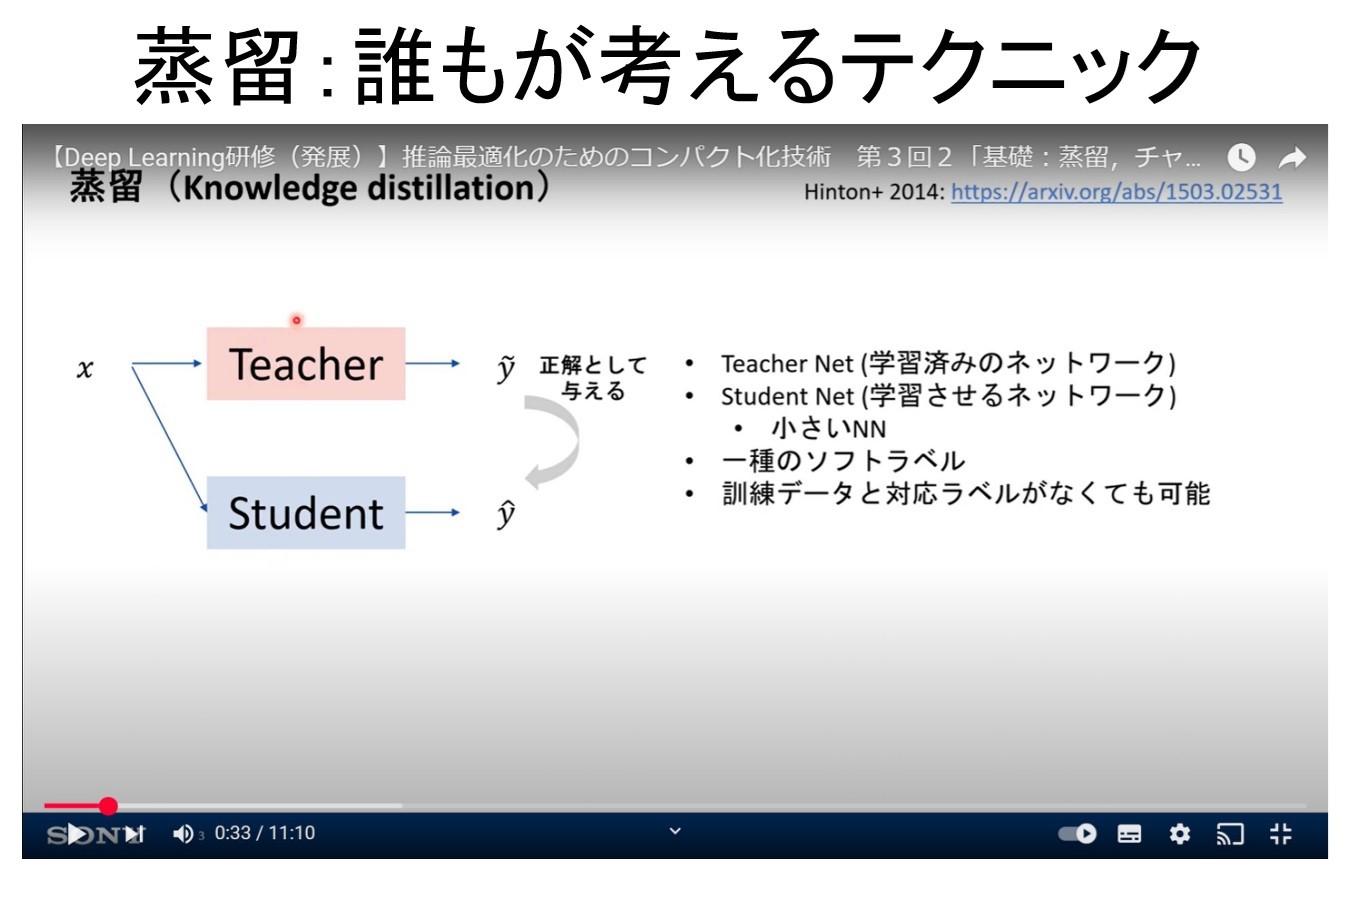 蒸留：誰もが考えるテクニック
【Deep Learning研修（発展）】推論最適化のためのコンパクト化技術　第３回２「基礎：蒸留，チャ...
蒸留（Knowledge distillation）
Hinton+ 2014: https://arxiv.org/abs/1503.02531
x
Teacher
ỹ
正解として
与える
Student
ŷ
• Teacher Net (学習済みのネットワーク)
• Student Net (学習させるネットワーク)
• 小さいNN
• 一種のソフトラベル
• 訓練データと対応ラベルがなくても可能
SONY
3
0:33 / 11:10